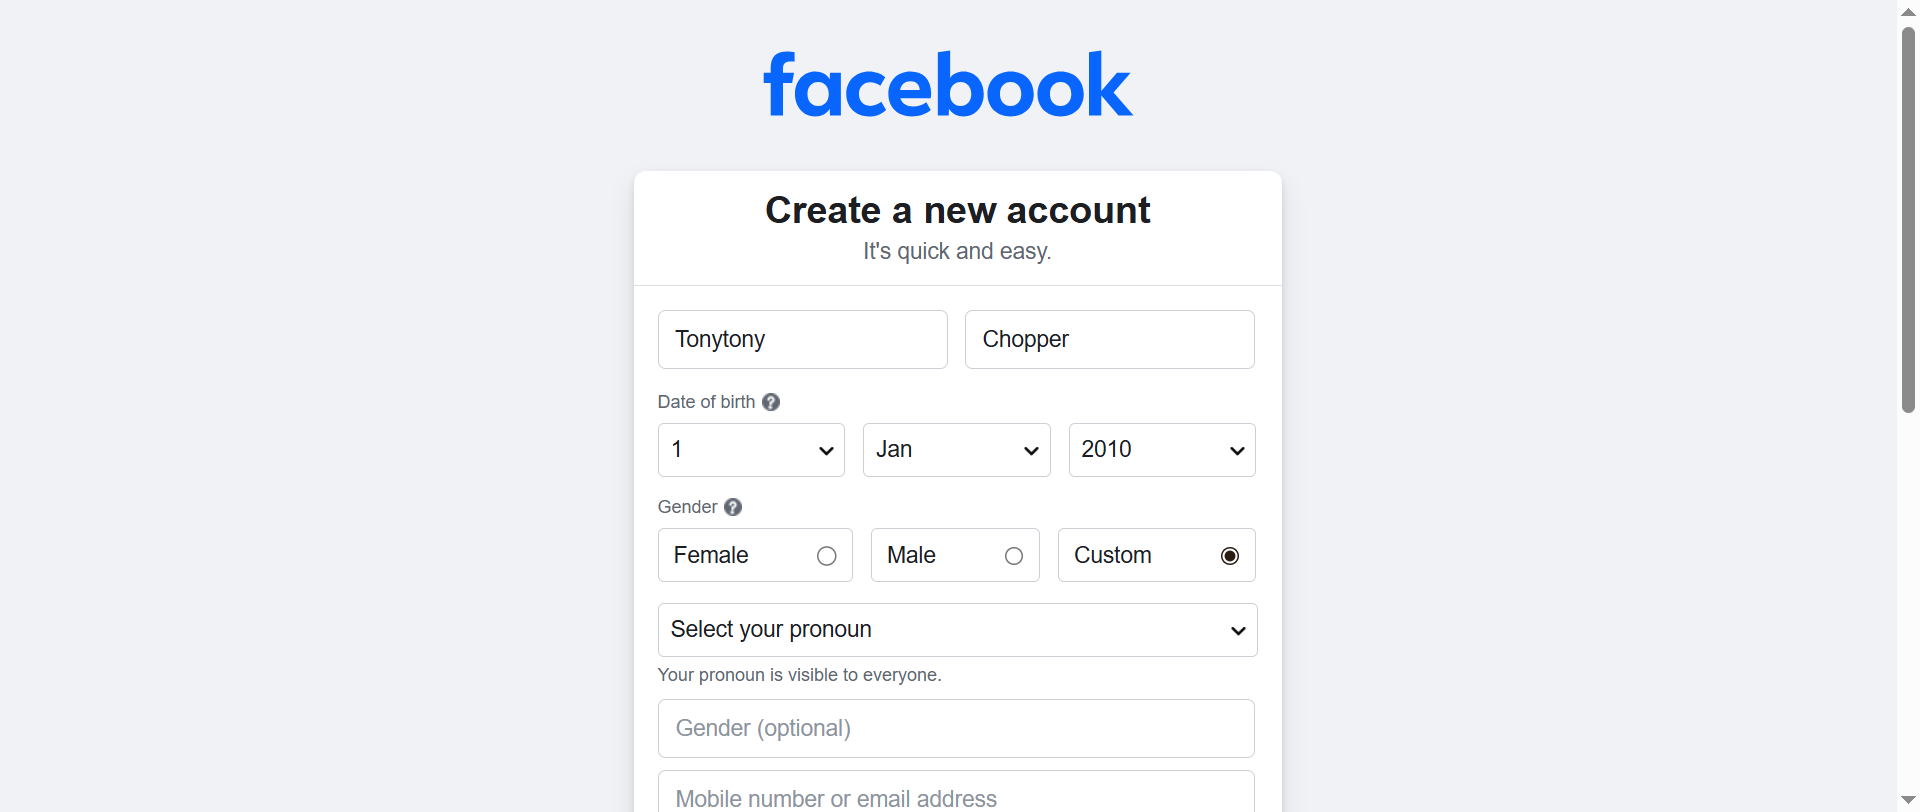 facebook
Create a new account
It's quick and easy.
Tonytony Chopper
Date of birth ?
1 Jan 2010
Gender ?
Female Male Custom
Select your pronoun
Your pronoun is visible to everyone.
Gender (optional)
Mobile number or email address